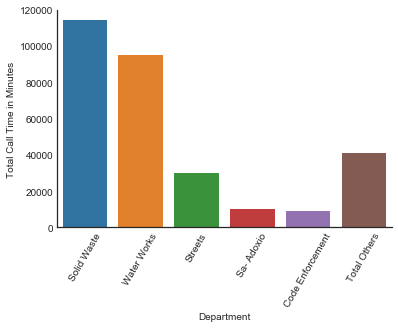 120000
100000
80000
60000
40000
20000
0
Total Call Time in Minutes
Solid Waste
Water Works
Streets
Sa- Adoxio
Code Enforcement
Total Others
Department